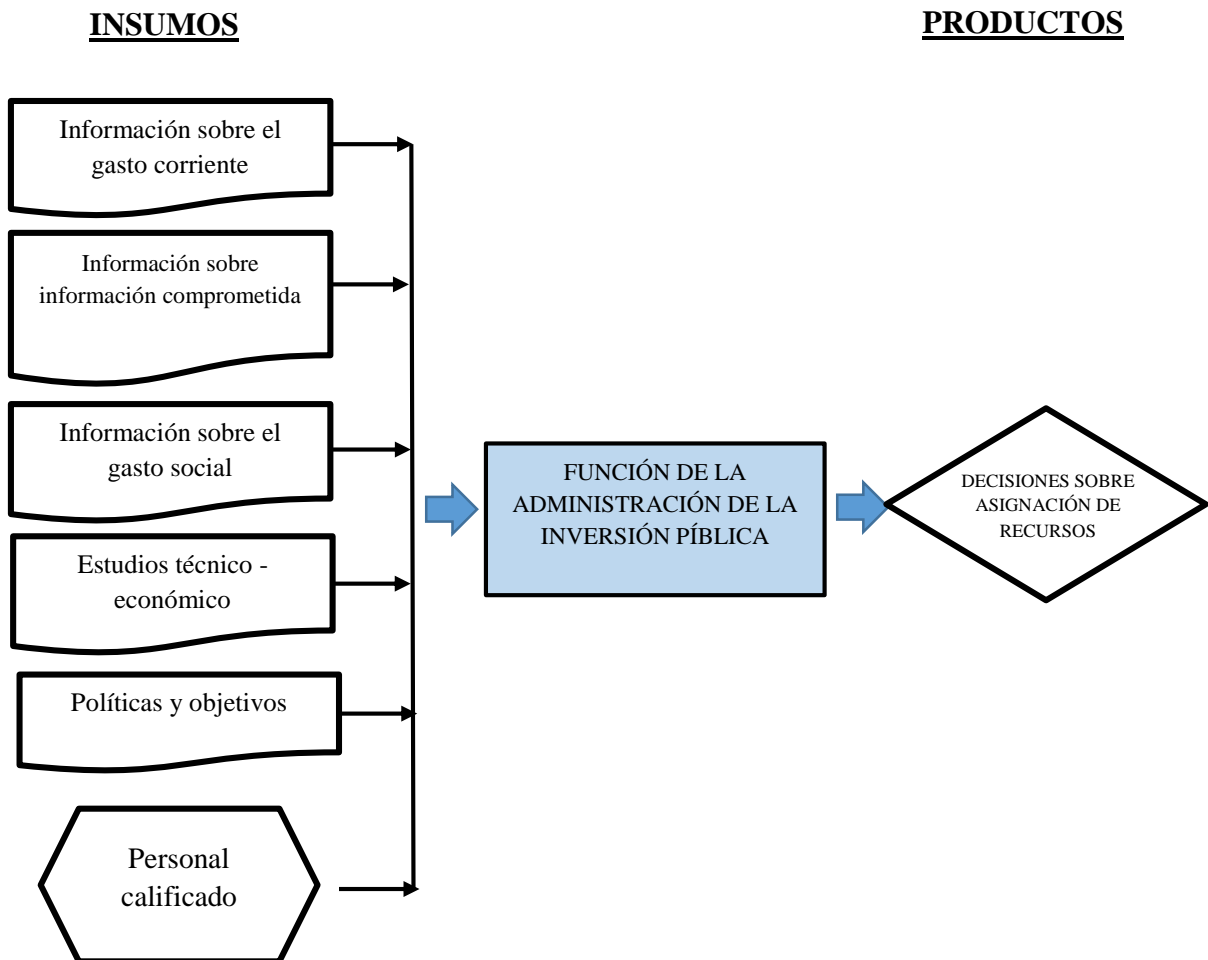 INSUMOS
PRODUCTOS
Información sobre el
gasto corriente
Información sobre
información comprometida
Información sobre el
gasto social
Estudios técnico -
económico
Políticas y objetivos
Personal
calificado
FUNCIÓN DE LA
ADMINISTRACIÓN DE LA
INVERSIÓN PÍBLICA
DECISIONES SOBRE
ASIGNACIÓN DE
RECURSOS